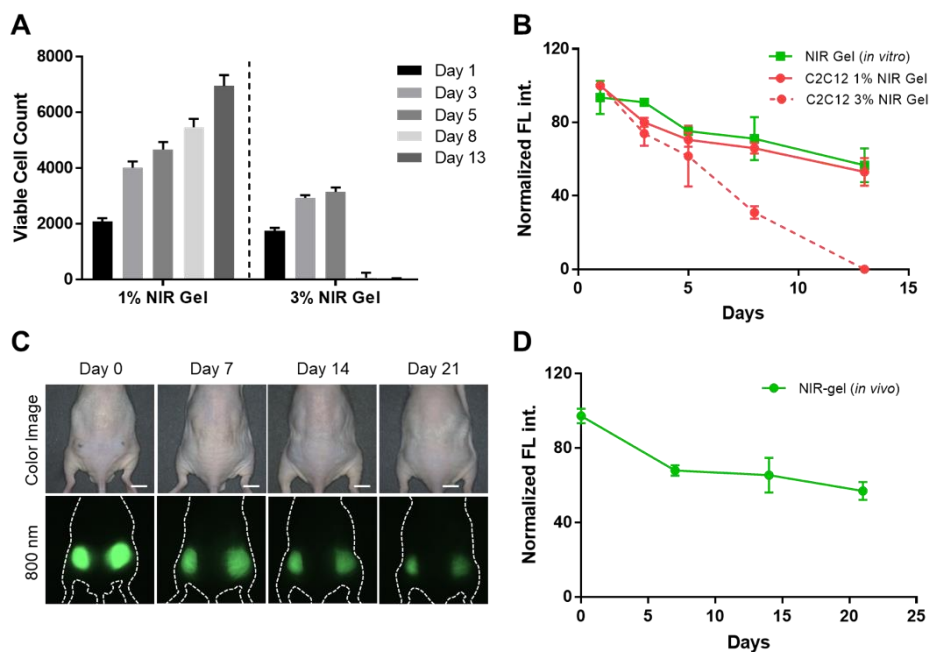 A
8000
6000
4000
2000
0
Viable Cell Count
1% NIR Gel
3% NIR Gel
Day 1
Day 3
Day 5
Day 8
Day 13
B
120
80
40
0
Normalized FL int.
0
5
10
15
Days
NIR Gel (in vitro)
C2C12 1% NIR Gel
C2C12 3% NIR Gel
C
Day 0
Day 7
Day 14
Day 21
Color Image
800 nm
D
120
80
40
0
Normalized FL int.
0
5
10
15
20
25
Days
NIR-gel (in vivo)